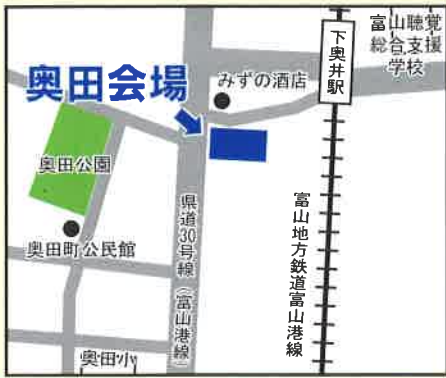 富山聴覚
総合支援
学校
下奥井駅
みずの酒店
奥田会場
奥田公園
奥田町公民館
県道30号線（富山港線）
富山地方鉄道富山港線
奥田小